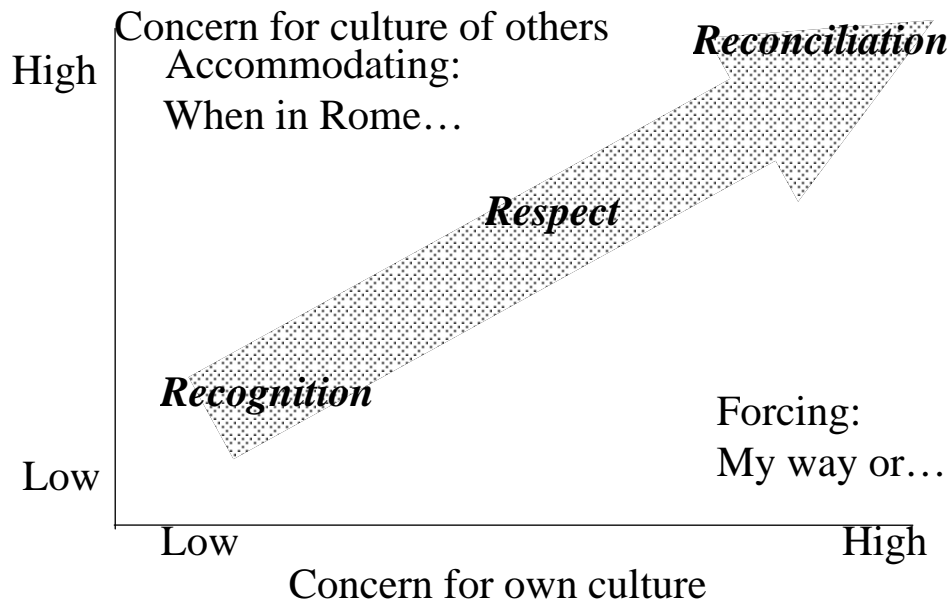 Concern for culture of others
High
Accommodating:
When in Rome…
Reconciliation
Respect
Recognition
Forcing:
My way or…
Low
Low
High
Concern for own culture